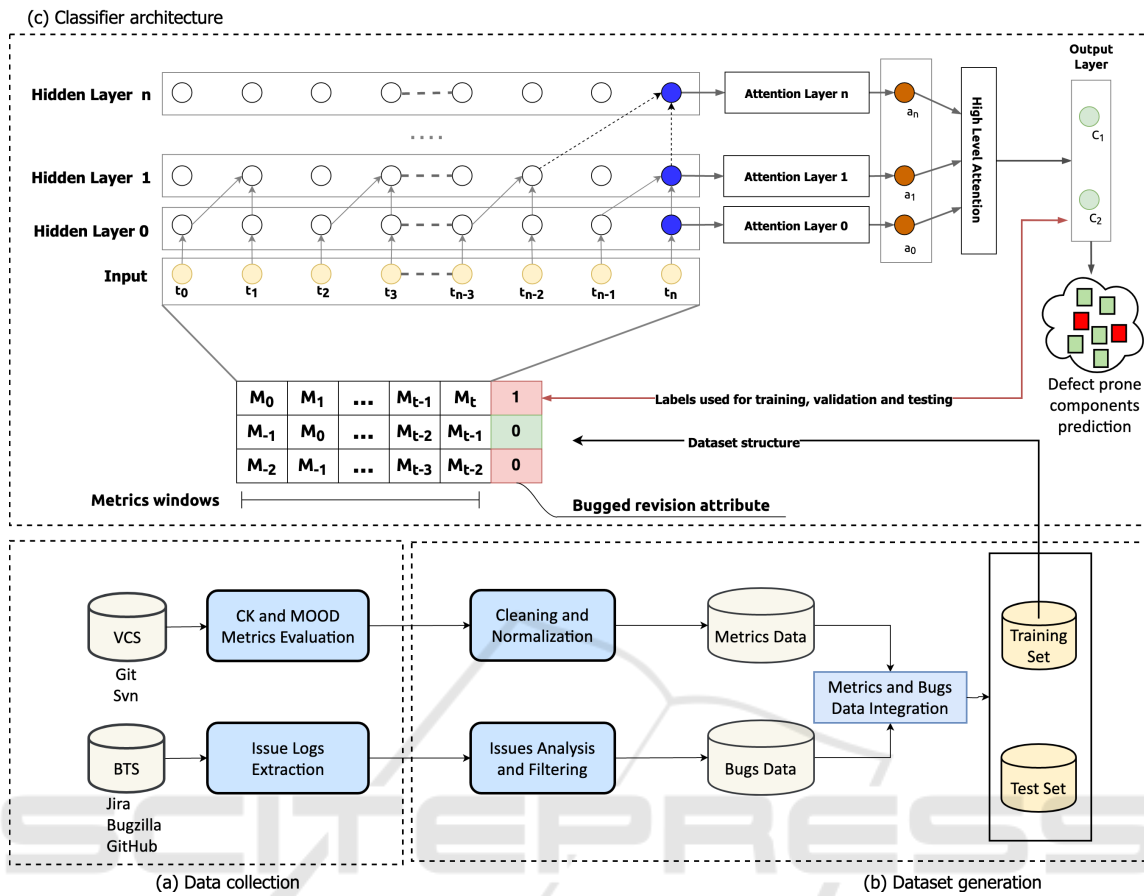 (c) Classifier architecture
Output
Layer
Hidden Layer n
Attention Layer n
an
High Level Attention
C1
....
Hidden Layer 1
Attention Layer 1
a1
Hidden Layer 0
Attention Layer 0
a0
C2
Input
t0 t1 t2 t3 tn-3 tn-2 tn-1 tn
M0 M1 ... Mt-1 Mt 1
M-1 M0 ... Mt-2 Mt-1 0
M-2 M-1 ... Mt-3 Mt-2 0
Labels used for training, validation and testing
Defect prone
components
prediction
Dataset structure
Metrics windows
Bugged revision attribute
VCS
Git
Svn
CK and MOOD
Metrics Evaluation
Cleaning and
Normalization
Metrics Data
Metrics and Bugs
Data Integration
Training
Set
BTS
Jira
Bugzilla
GitHub
Issue Logs
Extraction
Issues Analysis
and Filtering
Bugs Data
Test Set
SCITEPRESS
(a) Data collection
(b) Dataset generation